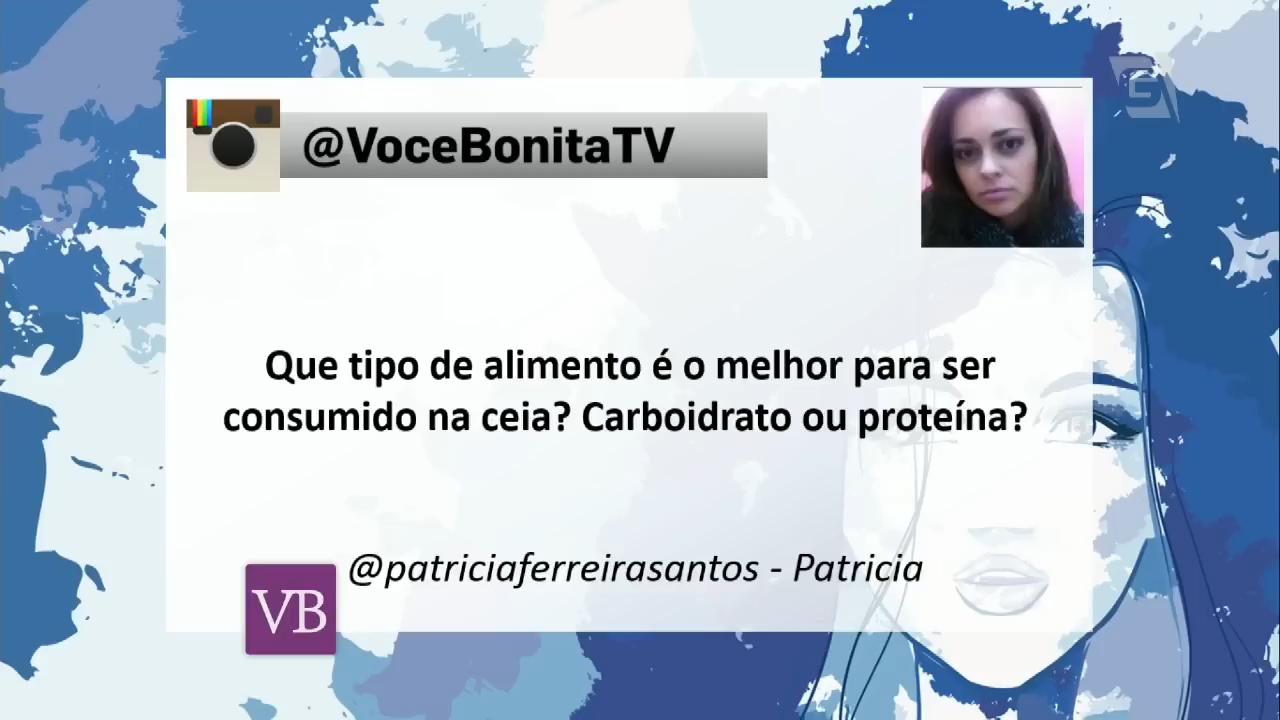 @VoceBonitaTV
Que tipo de alimento é o melhor para ser
consumido na ceia? Carboidrato ou proteína?
@patriciaferreirasantos - Patricia
VB